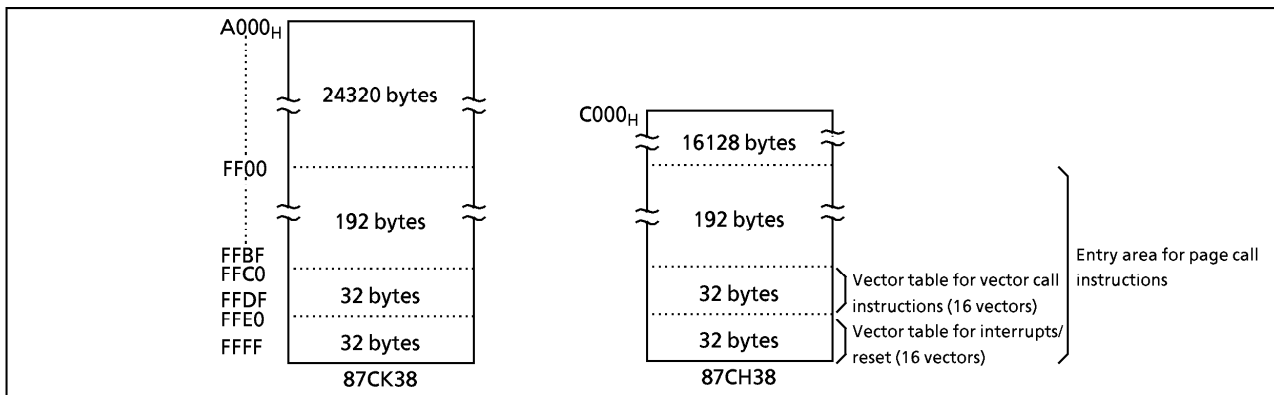 A000H
24320 bytes
FF00
192 bytes
FFBF
FFC0
32 bytes
FFDF
FFE0
32 bytes
FFFF
87CK38
C000H
16128 bytes
192 bytes
32 bytes
32 bytes
87CH38
Vector table for vector call
instructions (16 vectors)
Vector table for interrupts/
reset (16 vectors)
Entry area for page call
instructions